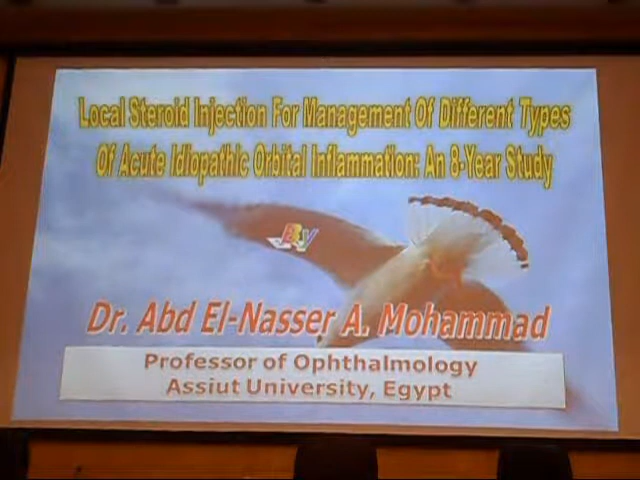 Local Steroid Injection For Management Of Different Types
Of Acute Idiopathic Orbital Inflammation: An 8-Year Study
Dr. Abd El-Nasser A. Mohammad
Professor of Ophthalmology
Assiut University, Egypt